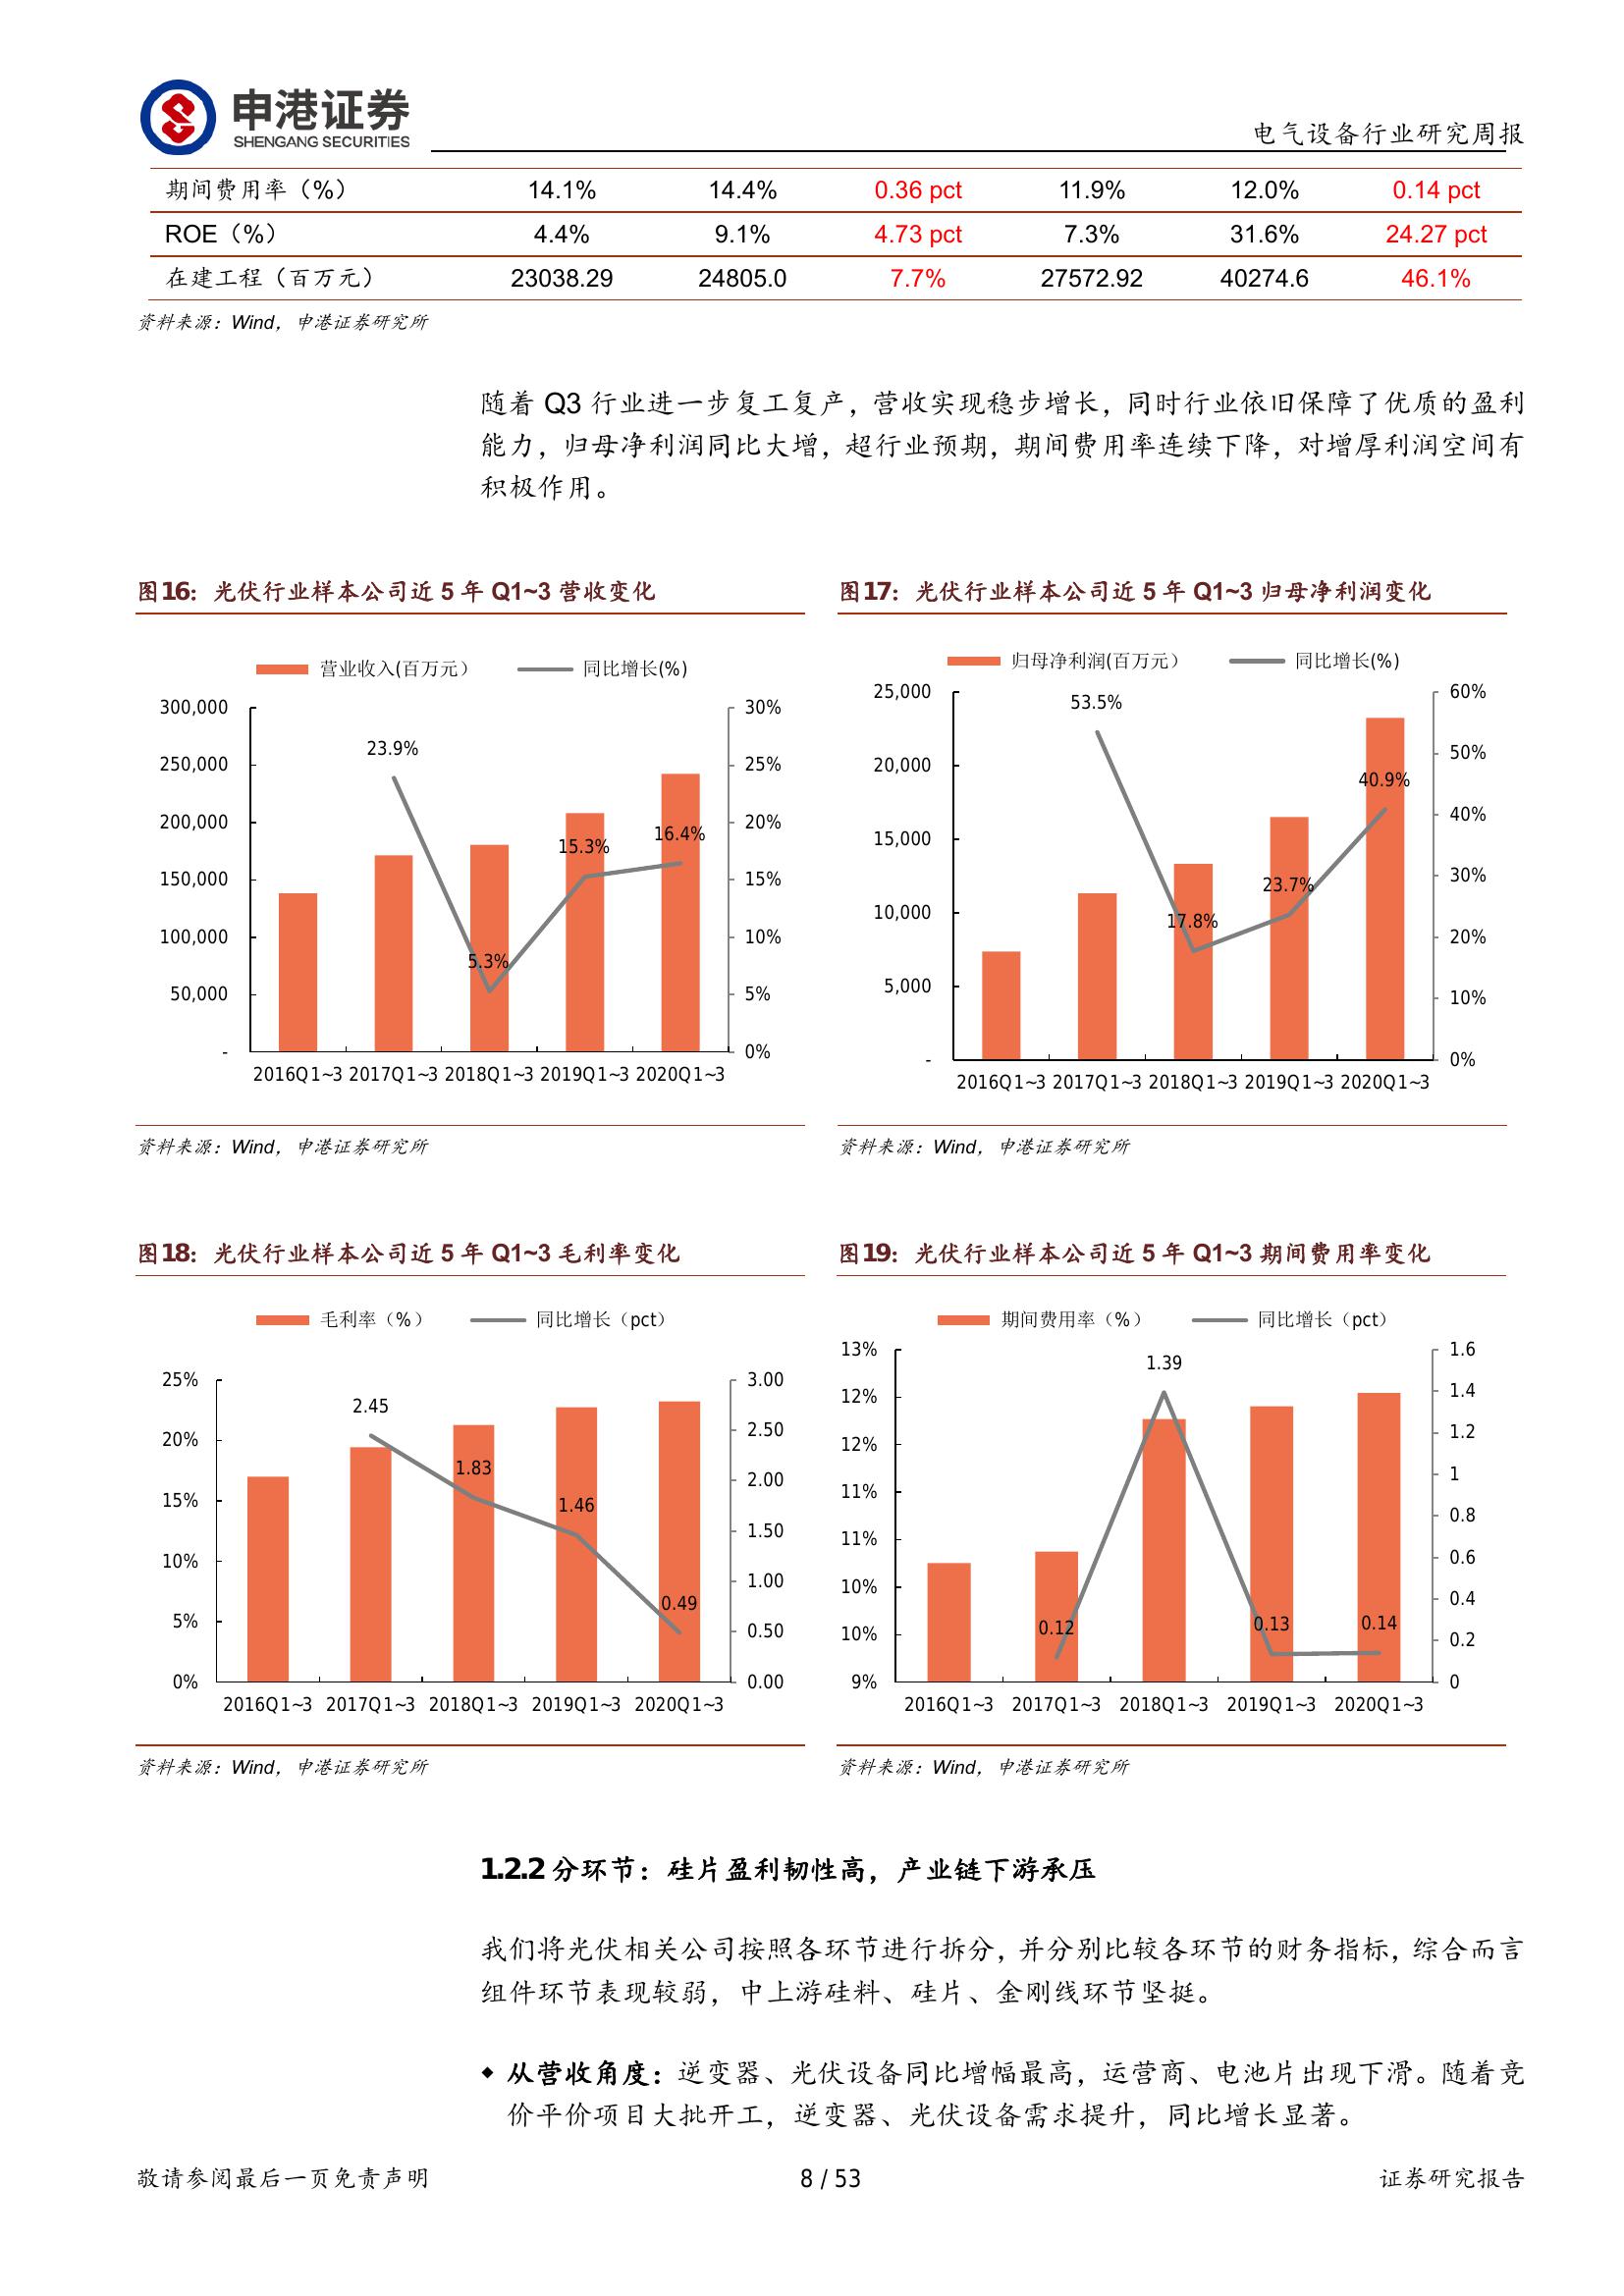 申港证券
SHENGANG SECURITIES
电气设备行业研究周报
期间费用率（%） 14.1% 14.4% 0.36 pct 11.9% 12.0% 0.14 pct
ROE（%） 4.4% 9.1% 4.73 pct 7.3% 31.6% 24.27 pct
在建工程（百万元） 23038.29 24805.0 7.7% 27572.92 40274.6 46.1%
资料来源：Wind，申港证券研究所
随着 Q3 行业进一步复工复产，营收实现稳步增长，同时行业依旧保障了优质的盈利
能力，归母净利润同比大增，超行业预期，期间费用率连续下降，对增厚利润空间有
积极作用。
图16：光伏行业样本公司近 5 年 Q1~3 营收变化
营业收入(百万元） 同比增长(%)
300,000 30%
23.9%
250,000 25%
200,000 20%
15.3% 16.4%
150,000 15%
100,000 10%
5.3%
50,000 5%
- 0%
2016Q1~3 2017Q1~3 2018Q1~3 2019Q1~3 2020Q1~3
资料来源：Wind，申港证券研究所
图17：光伏行业样本公司近 5 年 Q1~3 归母净利润变化
归母净利润(百万元） 同比增长(%)
25,000 60%
53.5%
50%
20,000
40.9%
40%
15,000
30%
23.7%
17.8%
10,000
20%
5,000
10%
- 0%
2016Q1~3 2017Q1~3 2018Q1~3 2019Q1~3 2020Q1~3
资料来源：Wind，申港证券研究所
图18：光伏行业样本公司近 5 年 Q1~3 毛利率变化
毛利率（%） 同比增长（pct）
25% 3.00
2.45
2.50
20%
1.83
2.00
15%
1.46
1.50
10%
1.00
0.49
5% 0.50
0% 0.00
2016Q1~3 2017Q1~3 2018Q1~3 2019Q1~3 2020Q1~3
资料来源：Wind，申港证券研究所
图19：光伏行业样本公司近 5 年 Q1~3 期间费用率变化
期间费用率（%） 同比增长（pct）
13% 1.6
1.39
12% 1.4
12% 1.2
1
11%
0.8
11%
0.6
10%
0.4
0.12 0.13 0.14
10% 0.2
9% 0
2016Q1~3 2017Q1~3 2018Q1~3 2019Q1~3 2020Q1~3
资料来源：Wind，申港证券研究所
1.2.2 分环节：硅片盈利韧性高，产业链下游承压
我们将光伏相关公司按照各环节进行拆分，并分别比较各环节的财务指标，综合而言
组件环节表现较弱，中上游硅料、硅片、金刚线环节坚挺。
◆ 从营收角度：逆变器、光伏设备同比增幅最高，运营商、电池片出现下滑。随着竞
价平价项目大批开工，逆变器、光伏设备需求提升，同比增长显著。
敬请参阅最后一页免责声明 8 / 53 证券研究报告